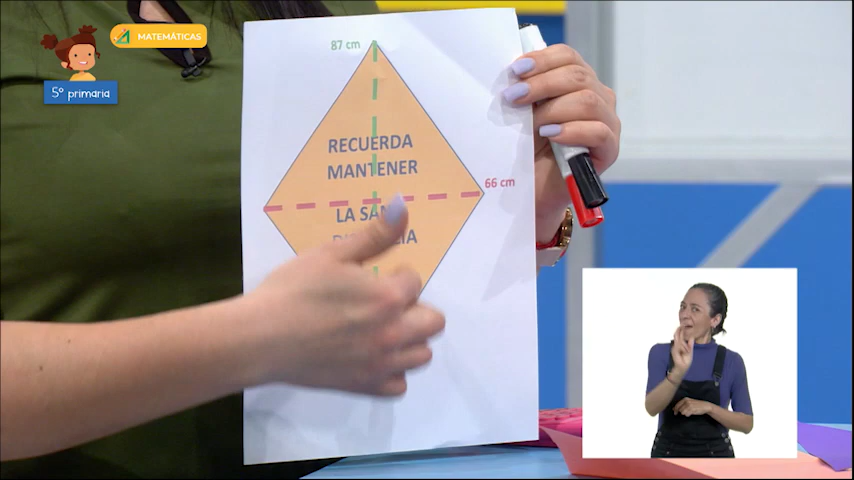 MATEMÁTICAS
5º primaria
87 cm
RECUERDA
MANTENER
66 cm
LA